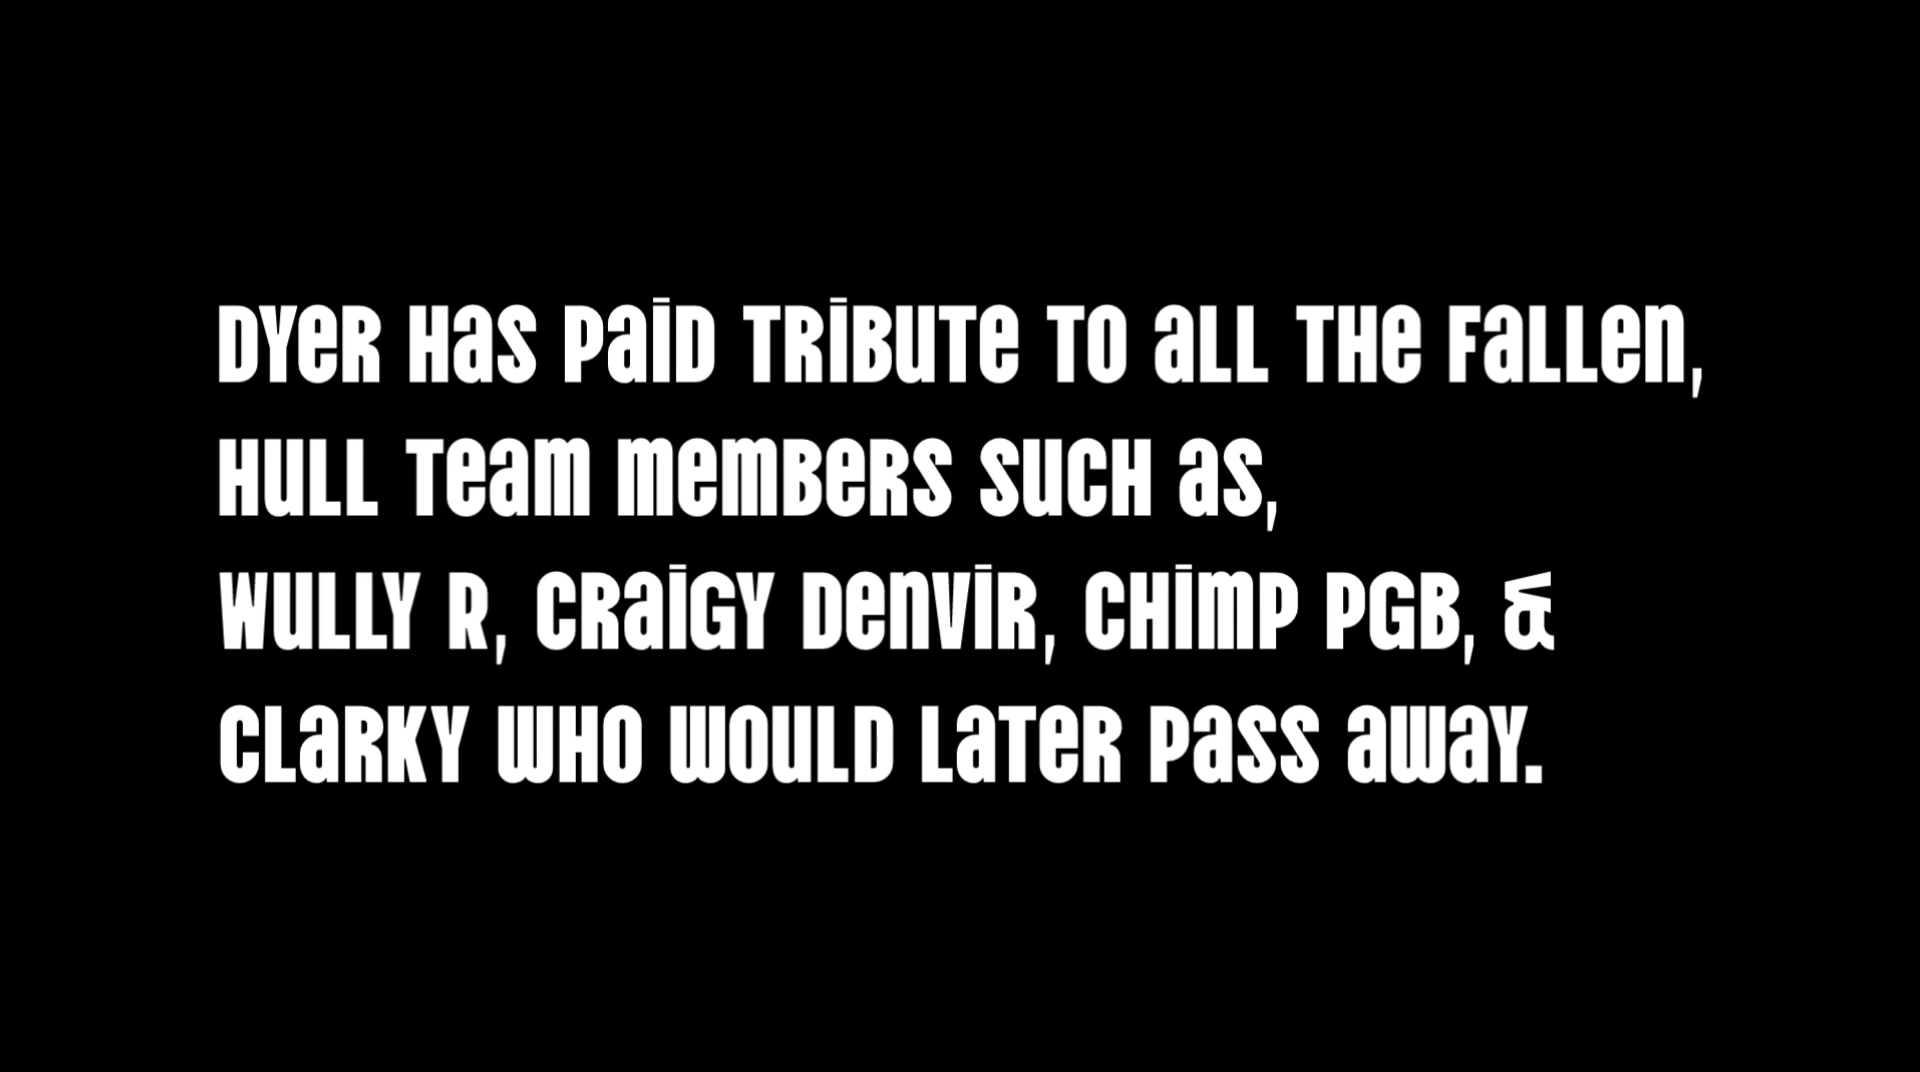 Dyer has paid tribute to all the fallen,
Hull team members such as,
Wully R, Craigy Denvir, Chimp PGB, &
Clarky who would later pass away.